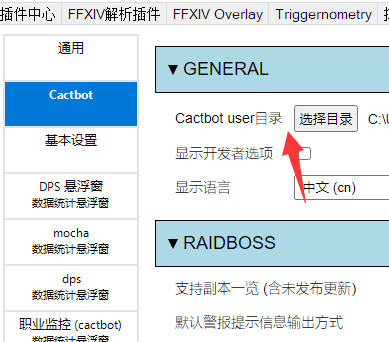 插件中心 FFXIV解析插件 FFXIV Overlay Triggernometry
通用
Cactbot
基本设置
DPS 悬浮窗
数据统计悬浮窗
mocha
数据统计悬浮窗
dps
数据统计悬浮窗
职业监控 (cactbot)
▼GENERAL
Cactbot user目录 选择目录 C:\U
显示开发者选项
显示语言 中文 (cn)
▼RAIDBOSS
支持副本一览 (含未发布更新)
默认警报提示信息输出方式